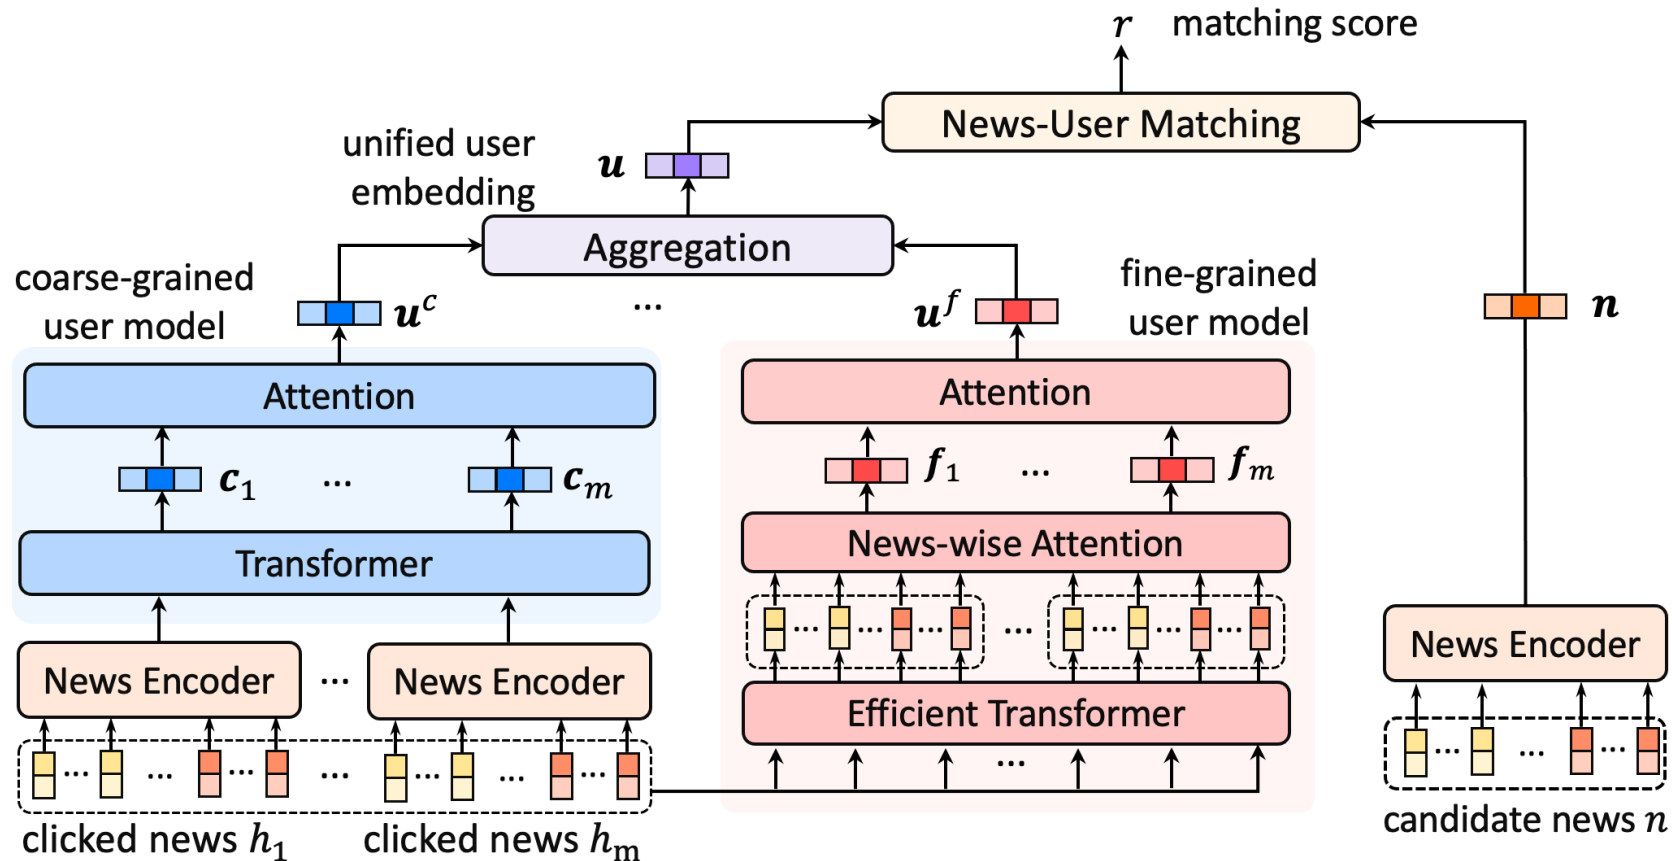 r matching score
News-User Matching
unified user
embedding
u
Aggregation
coarse-grained
user model
u^c
...
u^f
fine-grained
user model
n
Attention
Attention
c_1 ... c_m
f_1 ... f_m
Transformer
News-wise Attention
... ... ... ... ... ... ...
News Encoder ... News Encoder
Efficient Transformer
News Encoder
... ... ... ... ... ... ...
...
... ... ...
clicked news h_1 clicked news h_m
candidate news n